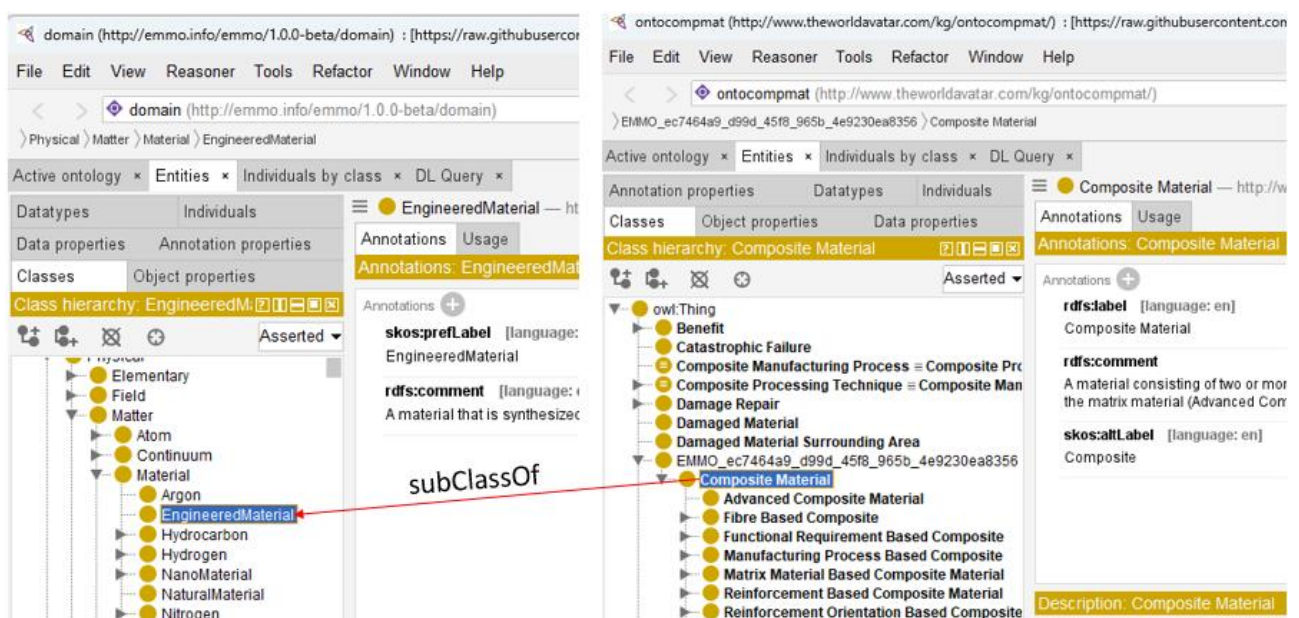 domain (http://emmo.info/emmo/1.0.0-beta/domain) : [https://raw.githubusercor
File Edit View Reasoner Tools Refactor Window Help
domain (http://emmo.info/emmo/1.0.0-beta/domain)
Physical Matter Material EngineeredMaterial
Active ontology × Entities × Individuals by class × DL Query ×
Datatypes Individuals
Data properties Annotation properties
Classes Object properties
Class hierarchy: EngineeredMa
Asserted
Physical
Elementary
Field
Matter
Atom
Continuum
Material
Argon
EngineeredMaterial
Hydrocarbon
Hydrogen
NanoMaterial
NaturalMaterial
Nitrogen
EngineeredMaterial — ht
Annotations Usage
Annotations: EngineeredMat
Annotations
skos:prefLabel [language:
EngineeredMaterial
rdfs:comment [language:
A material that is synthesized
subClassOf
ontocompmat (http://www.theworldavatar.com/kg/ontocompmat/) : [https://raw.githubusercontent.com
File Edit View Reasoner Tools Refactor Window Help
ontocompmat (http://www.theworldavatar.com/kg/ontocompmat/)
EMMO_ec7464a9_d99d_45f8_965b_4e9230ea8356 Composite Material
Active ontology × Entities × Individuals by class × DL Query ×
Annotation properties Datatypes Individuals
Classes Object properties Data properties
Class hierarchy: Composite Material
Asserted
owl:Thing
Benefit
Catastrophic Failure
Composite Manufacturing Process ≡ Composite Pro
Composite Processing Technique ≡ Composite Man
Damage Repair
Damaged Material
Damaged Material Surrounding Area
EMMO_ec7464a9_d99d_45f8_965b_4e9230ea8356
Composite Material
Advanced Composite Material
Fibre Based Composite
Functional Requirement Based Composite
Manufacturing Process Based Composite
Matrix Material Based Composite Material
Reinforcement Based Composite Material
Reinforcement Orientation Based Composite
Composite Material — http://w
Annotations Usage
Annotations: Composite Material
Annotations
rdfs:label [language: en]
Composite Material
rdfs:comment
A material consisting of two or mor
the matrix material (Advanced Com
skos:altLabel [language: en]
Composite
Description: Composite Material